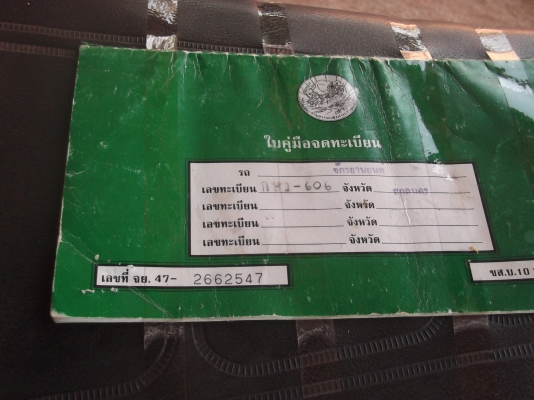 ใบคู่มือจดทะเบียน
รถ จักรยานยนต์
เลขทะเบียน -606 จังหวัด
เลขทะเบียน จังหวัด
เลขทะเบียน จังหวัด
เลขทะเบียน จังหวัด
เลขที่ จย. 47- 2662547
ขส.บ.10